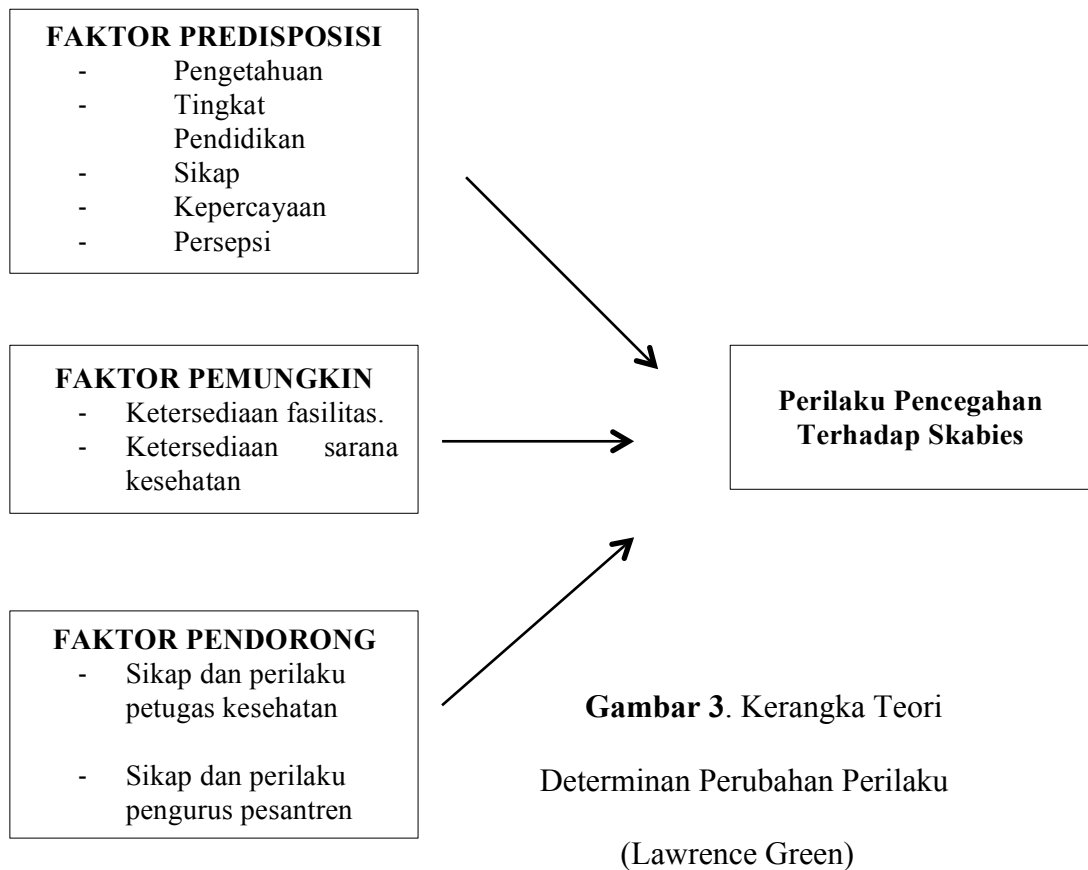 FAKTOR PREDISPOSISI
- Pengetahuan
- Tingkat
Pendidikan
- Sikap
- Kepercayaan
- Persepsi
FAKTOR PEMUNGKIN
- Ketersediaan fasilitas.
- Ketersediaan sarana
kesehatan
Perilaku Pencegahan
Terhadap Skabies
FAKTOR PENDORONG
- Sikap dan perilaku
petugas kesehatan
- Sikap dan perilaku
pengurus pesantren
Gambar 3. Kerangka Teori
Determinan Perubahan Perilaku
(Lawrence Green)